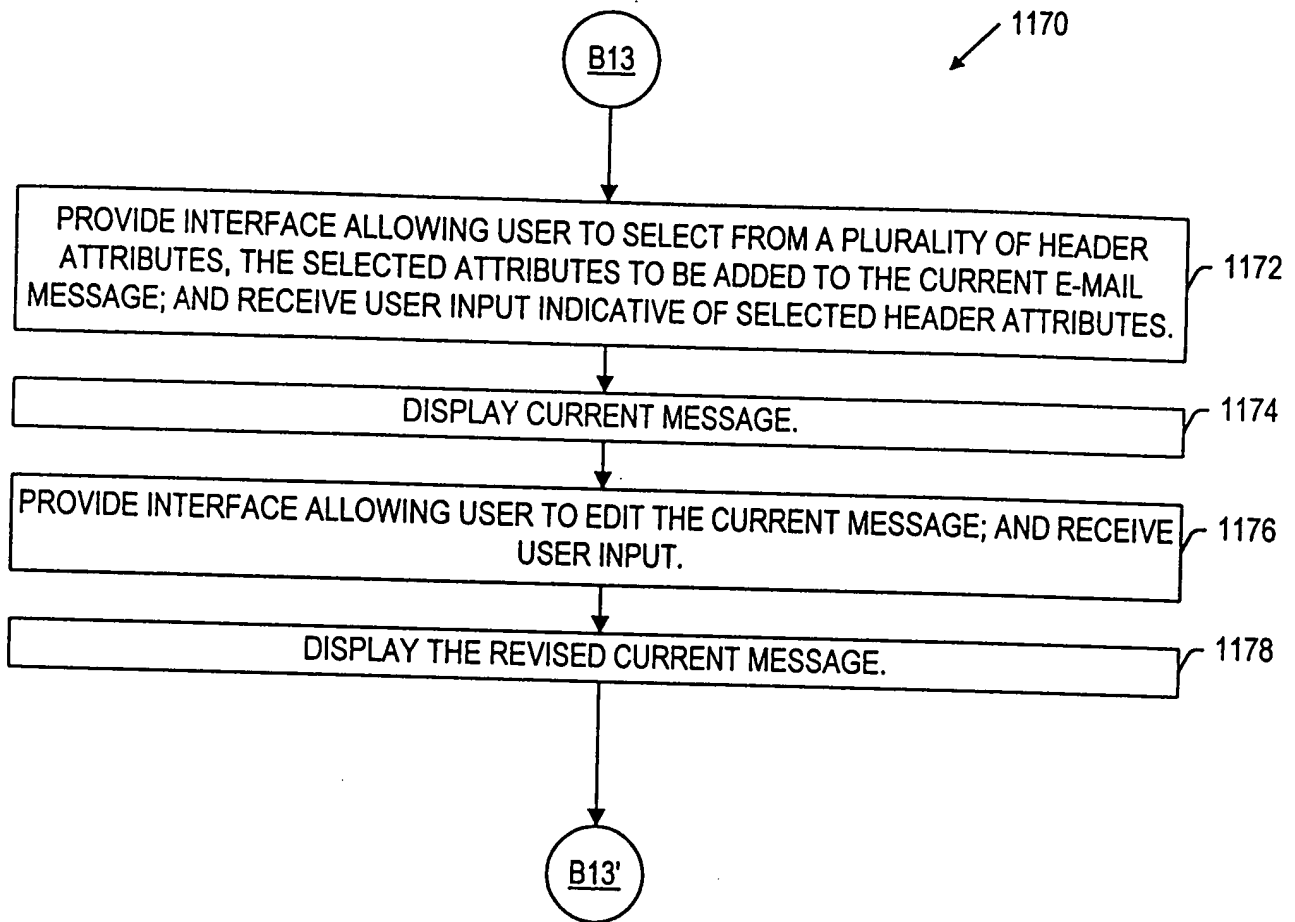 1170
B13
PROVIDE INTERFACE ALLOWING USER TO SELECT FROM A PLURALITY OF HEADER
ATTRIBUTES, THE SELECTED ATTRIBUTES TO BE ADDED TO THE CURRENT E-MAIL
MESSAGE; AND RECEIVE USER INPUT INDICATIVE OF SELECTED HEADER ATTRIBUTES.
1172
DISPLAY CURRENT MESSAGE.
1174
PROVIDE INTERFACE ALLOWING USER TO EDIT THE CURRENT MESSAGE; AND RECEIVE
USER INPUT.
1176
DISPLAY THE REVISED CURRENT MESSAGE.
1178
B13'